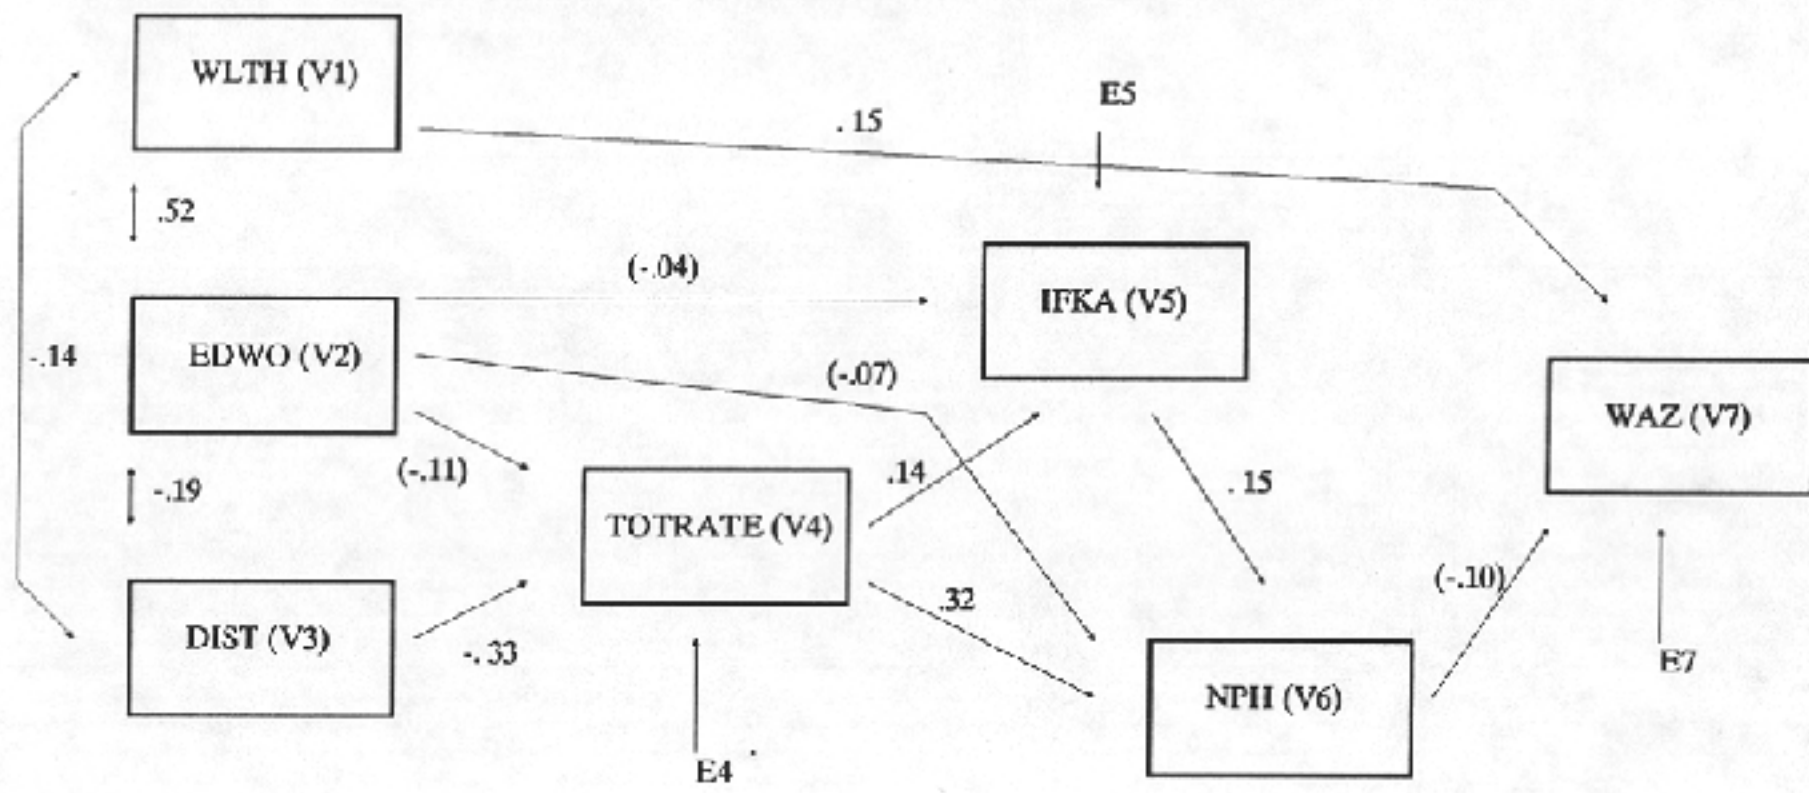 WLTH (V1)
E5
. 15
.52
(-.04)
IFKA (V5)
-.14
EDWO (V2)
(-.07)
WAZ (V7)
(-.11)
.14
. 15
-.19
TOTRATE (V4)
(-.10)
.32
DIST (V3)
-. 33
E7
NPH (V6)
E4